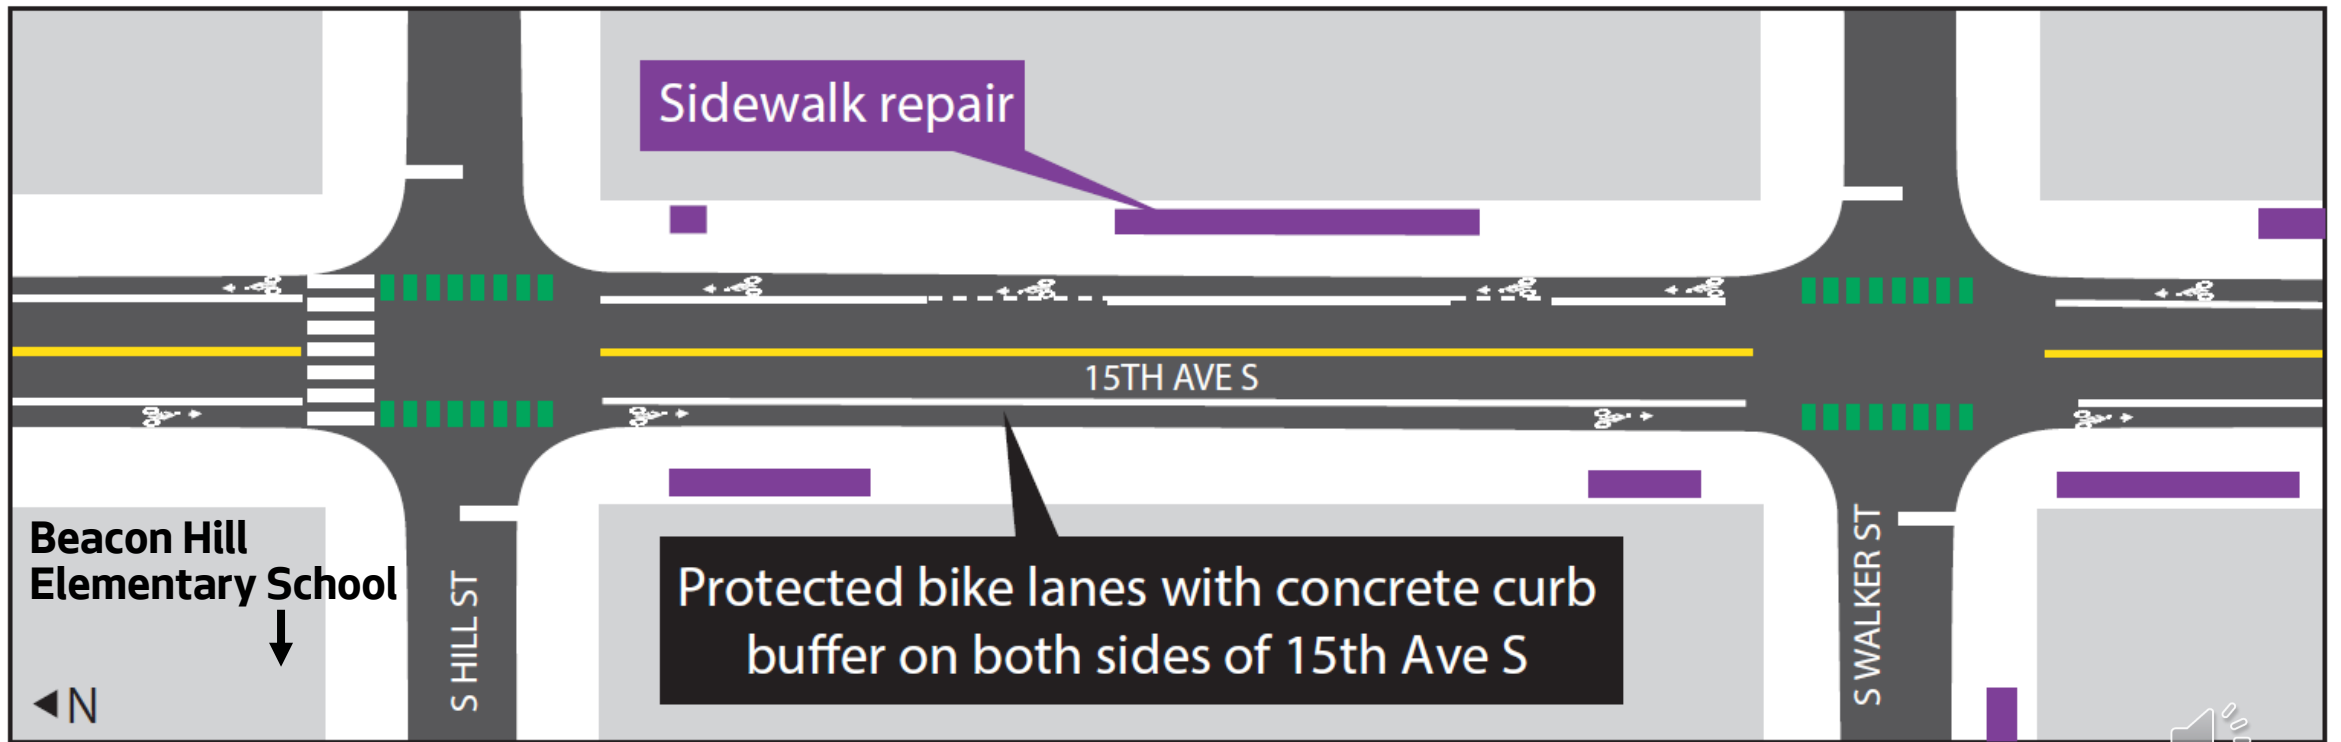 Sidewalk repair
15TH AVE S
Beacon Hill
Elementary School
S HILL ST
Protected bike lanes with concrete curb
buffer on both sides of 15th Ave S
S WALKER ST
N